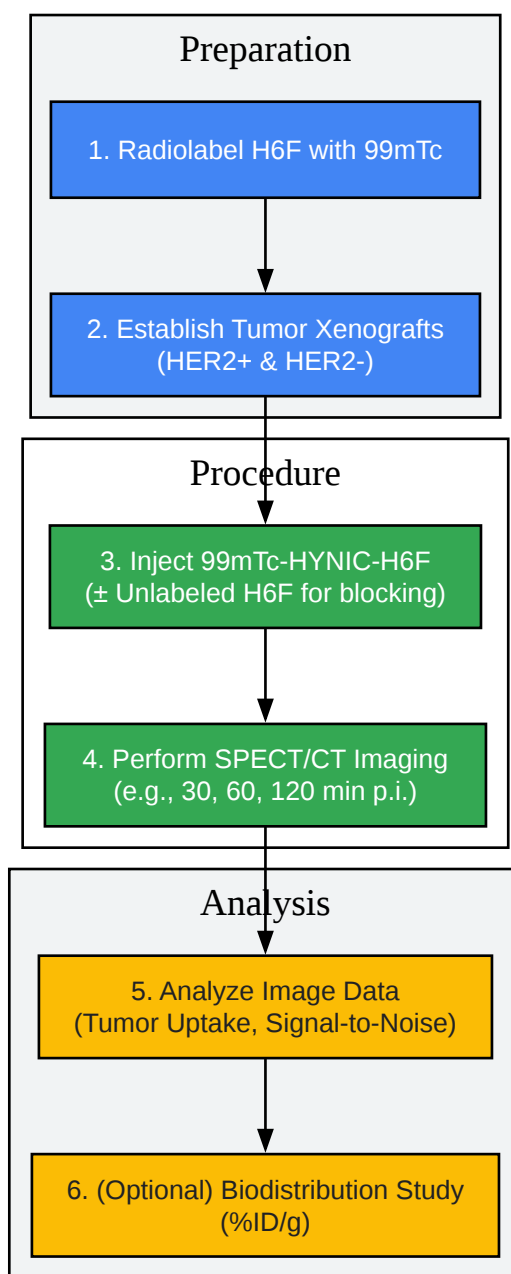 Preparation
1. Radiolabel H6F with 99mTc
2. Establish Tumor Xenografts
(HER2+ & HER2-)
Procedure
3. Inject 99mTc-HYNIC-H6F
(± Unlabeled H6F for blocking)
4. Perform SPECT/CT Imaging
(e.g., 30, 60, 120 min p.i.)
Analysis
5. Analyze Image Data
(Tumor Uptake, Signal-to-Noise)
6. (Optional) Biodistribution Study
(%ID/g)